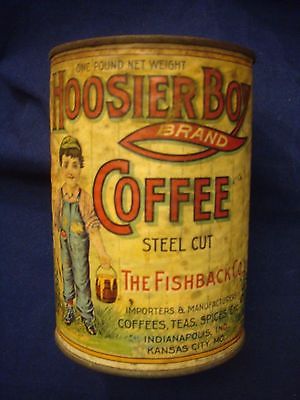 ONE POUND NET WEIGHT
HOOSIER BOY
BRAND
COFFEE
STEEL CUT
THE FISHBACK CO.
IMPORTERS & MANUFACTURERS
COFFEES, TEAS, SPICES, ETC.
INDIANAPOLIS, IND.
KANSAS CITY, MO.